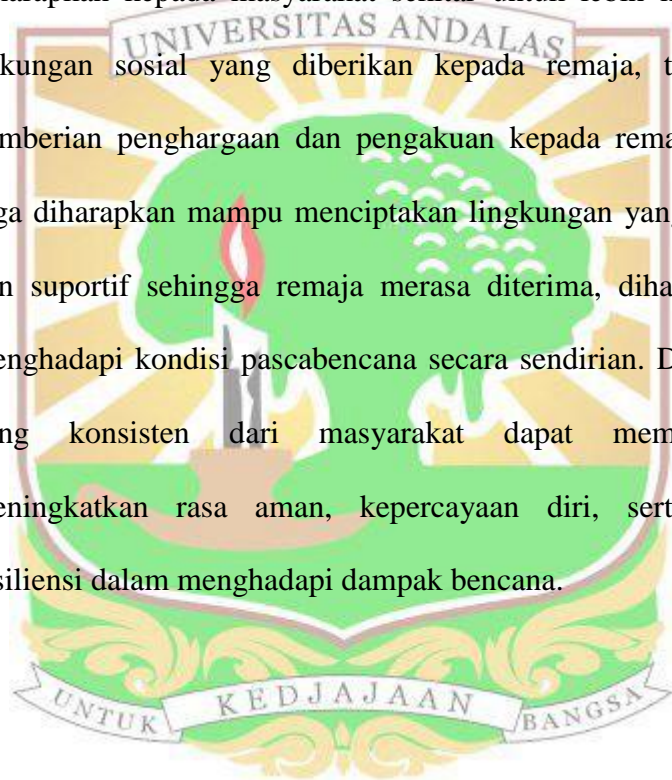 UNIVERSITAS ANDALAS
kungan sosial yang diberikan kepada remaja, t
mberian penghargaan dan pengakuan kepada rema
ga diharapkan mampu menciptakan lingkungan yang
n suportif sehingga remaja merasa diterima, diha
enghadapi kondisi pascabencana secara sendirian. D
ng konsisten dari masyarakat dapat mem
eningkatkan rasa aman, kepercayaan diri, sert
siliensi dalam menghadapi dampak bencana.
UNTUK KEDJAJAAN BANGSA